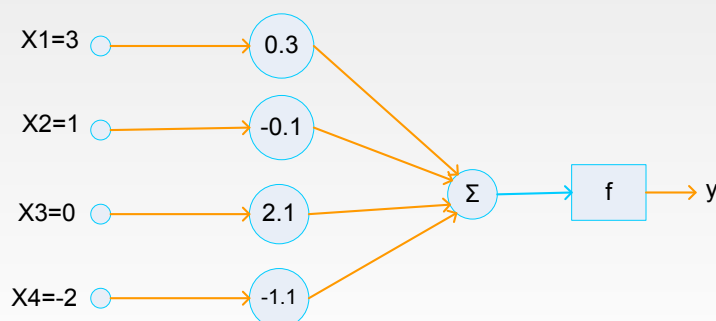 X1=3
0.3
X2=1
-0.1
X3=0
2.1
Σ
f
y
X4=-2
-1.1